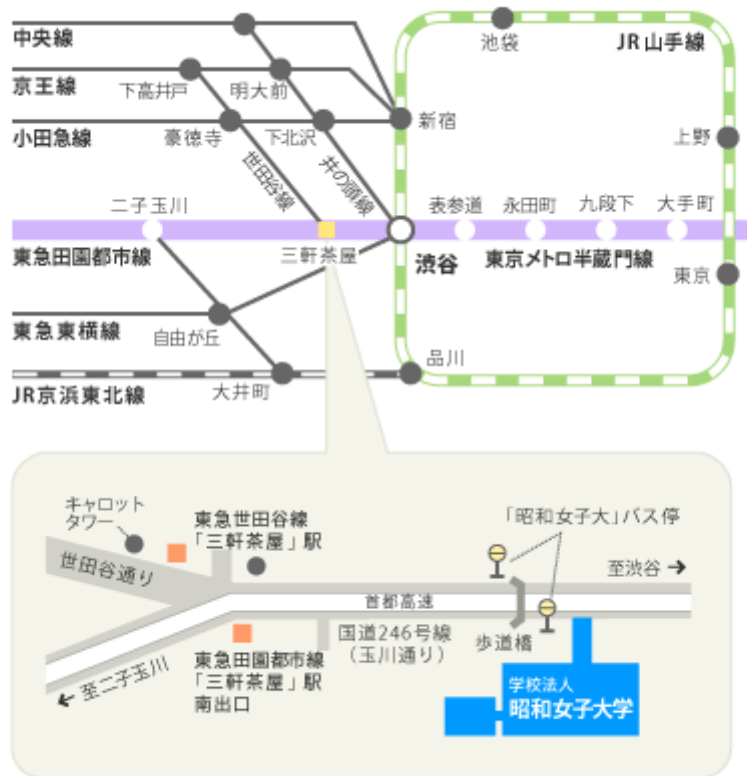 中央線
池袋
JR山手線
京王線
下高井戸
明大前
小田急線
豪徳寺
下北沢
新宿
上野
世田谷線
井の頭線
二子玉川
表参道
永田町
九段下
大手町
東急田園都市線
三軒茶屋
渋谷
東京メトロ半蔵門線
東京
東急東横線
自由が丘
品川
JR京浜東北線
大井町
キャロット
タワー
東急世田谷線
「三軒茶屋」駅
「昭和女子大」バス停
世田谷通り
至渋谷→
首都高速
国道246号線
(玉川通り)
歩道橋
←至二子玉川
東急田園都市線
「三軒茶屋」駅
南出口
学校法人
昭和女子大学